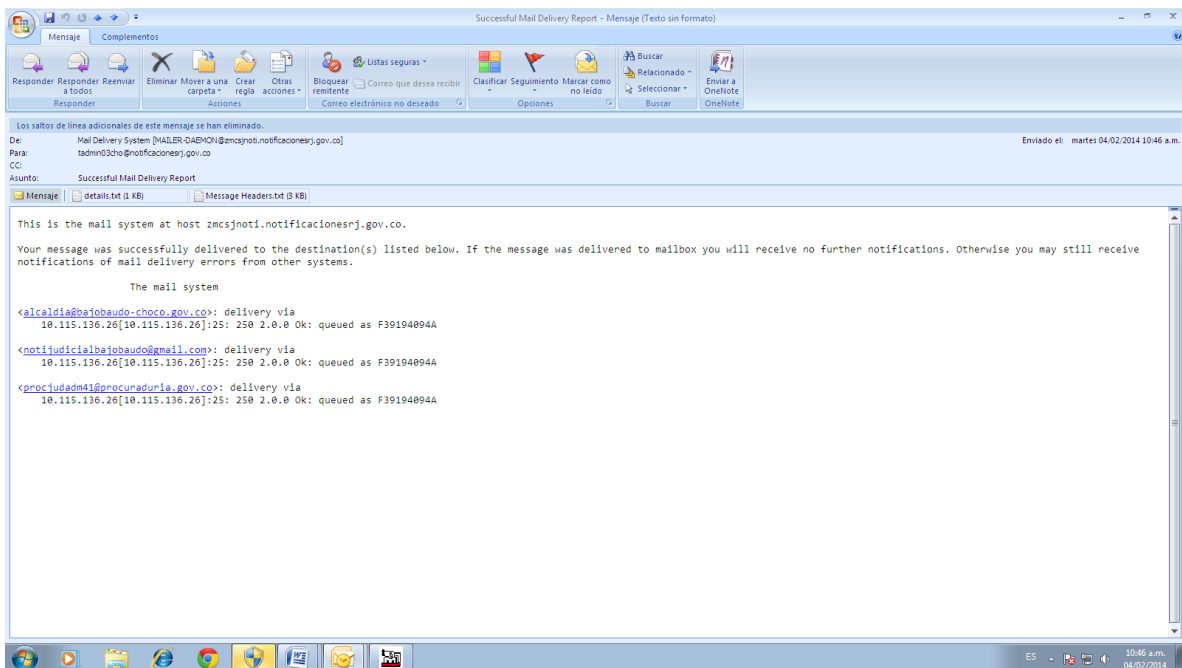 Successful Mail Delivery Report - Mensaje (Texto sin formato)
Mensaje Complementos
Responder Responder a todos Reenviar
Responder
Eliminar Mover a una carpeta Crear regla Otras acciones
Acciones
Bloquear remitente Listas seguras Correo que desea recibir
Correo electrónico no deseado
Clasificar Seguimiento Marcar como no leído
Opciones
Buscar
Relacionado
Seleccionar
Buscar
Enviar a OneNote
OneNote
Los saltos de línea adicionales de este mensaje se han eliminado.
De: Mail Delivery System [MAILER-DAEMON@zmcsjnoti.notificacionesrj.gov.co] Enviado el: martes 04/02/2014 10:46 a.m.
Para: tadmin03cho@notificacionesrj.gov.co
CC:
Asunto: Successful Mail Delivery Report
Mensaje details.txt (1 KB) Message Headers.txt (3 KB)
This is the mail system at host zmcsjnoti.notificacionesrj.gov.co.
Your message was successfully delivered to the destination(s) listed below. If the message was delivered to mailbox you will receive no further notifications. Otherwise you may still receive
notifications of mail delivery errors from other systems.
The mail system
<alcaldia@bajobaudo-choco.gov.co>: delivery via
10.115.136.26[10.115.136.26]:25: 250 2.0.0 Ok: queued as F39194094A
<notijudicialbajobaudo@gmail.com>: delivery via
10.115.136.26[10.115.136.26]:25: 250 2.0.0 Ok: queued as F39194094A
<procjudadm41@procuraduria.gov.co>: delivery via
10.115.136.26[10.115.136.26]:25: 250 2.0.0 Ok: queued as F39194094A
ES 10:46 a.m.
04/02/2014